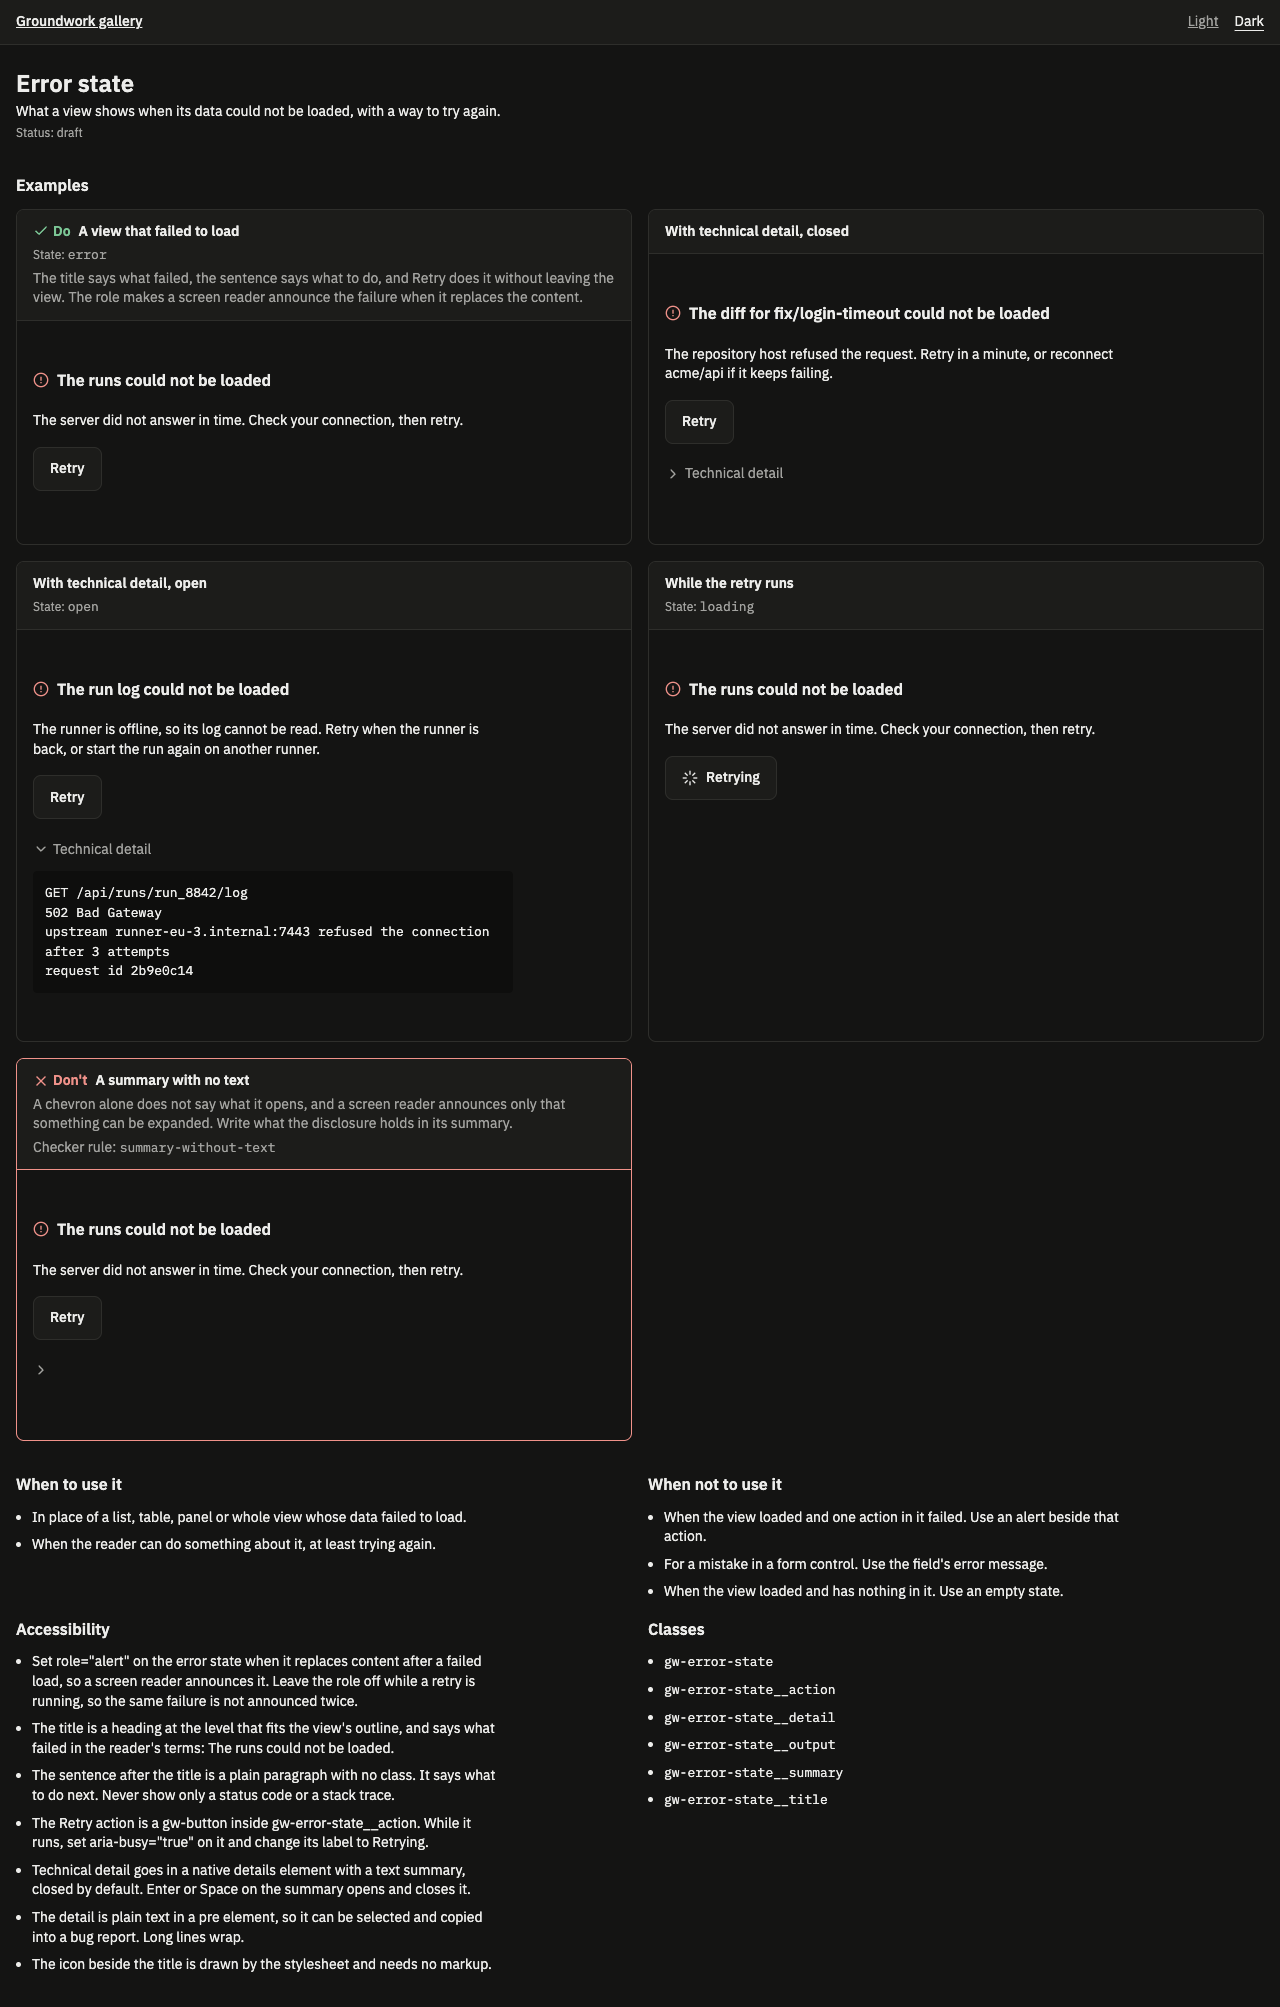 Groundwork gallery
Light
Dark
Error state
What a view shows when its data could not be loaded, with a way to try again.
Status: draft
Examples
Do A view that failed to load
State: error
The title says what failed, the sentence says what to do, and Retry does it without leaving the
view. The role makes a screen reader announce the failure when it replaces the content.
The runs could not be loaded
The server did not answer in time. Check your connection, then retry.
Retry
With technical detail, closed
The diff for fix/login-timeout could not be loaded
The repository host refused the request. Retry in a minute, or reconnect
acme/api if it keeps failing.
Retry
Technical detail
With technical detail, open
State: open
The run log could not be loaded
The runner is offline, so its log cannot be read. Retry when the runner is
back, or start the run again on another runner.
Retry
Technical detail
GET /api/runs/run_8842/log
502 Bad Gateway
upstream runner-eu-3.internal:7443 refused the connection
after 3 attempts
request id 2b9e0c14
While the retry runs
State: loading
The runs could not be loaded
The server did not answer in time. Check your connection, then retry.
Retrying
Don't A summary with no text
A chevron alone does not say what it opens, and a screen reader announces only that
something can be expanded. Write what the disclosure holds in its summary.
Checker rule: summary-without-text
The runs could not be loaded
The server did not answer in time. Check your connection, then retry.
Retry
When to use it
In place of a list, table, panel or whole view whose data failed to load.
When the reader can do something about it, at least trying again.
When not to use it
When the view loaded and one action in it failed. Use an alert beside that
action.
For a mistake in a form control. Use the field's error message.
When the view loaded and has nothing in it. Use an empty state.
Accessibility
Set role="alert" on the error state when it replaces content after a failed
load, so a screen reader announces it. Leave the role off while a retry is
running, so the same failure is not announced twice.
The title is a heading at the level that fits the view's outline, and says what
failed in the reader's terms: The runs could not be loaded.
The sentence after the title is a plain paragraph with no class. It says what
to do next. Never show only a status code or a stack trace.
The Retry action is a gw-button inside gw-error-state__action. While it
runs, set aria-busy="true" on it and change its label to Retrying.
Technical detail goes in a native details element with a text summary,
closed by default. Enter or Space on the summary opens and closes it.
The detail is plain text in a pre element, so it can be selected and copied
into a bug report. Long lines wrap.
The icon beside the title is drawn by the stylesheet and needs no markup.
Classes
gw-error-state
gw-error-state__action
gw-error-state__detail
gw-error-state__output
gw-error-state__summary
gw-error-state__title